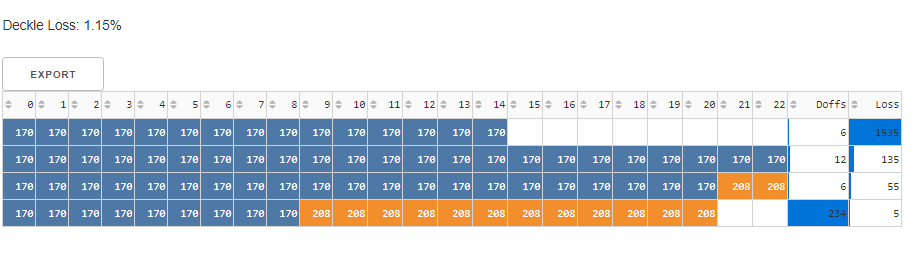 Deckle Loss: 1.15%
EXPORT
0 1 2 3 4 5 6 7 8 9 10 11 12 13 14 15 16 17 18 19 20 21 22 Doffs Loss
170 170 170 170 170 170 170 170 170 170 170 170 170 170 170 6 1535
170 170 170 170 170 170 170 170 170 170 170 170 170 170 170 170 170 170 170 170 170 170 170 12 135
170 170 170 170 170 170 170 170 170 170 170 170 170 170 170 170 170 170 170 170 170 208 208 6 55
170 170 170 170 170 170 170 170 170 208 208 208 208 208 208 208 208 208 208 208 208 234 5